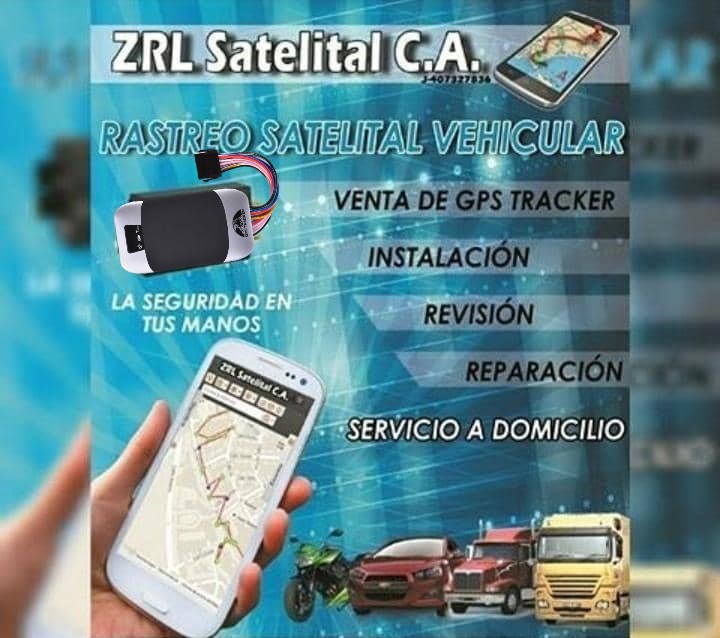 ZRL Satelital C.A.
J-407327836
RASTREO SATELITAL VEHICULAR
VENTA DE GPS TRACKER
INSTALACIÓN
LA SEGURIDAD EN
TUS MANOS
REVISIÓN
REPARACIÓN
SERVICIO A DOMICILIO
ZRL Satelital C.A.